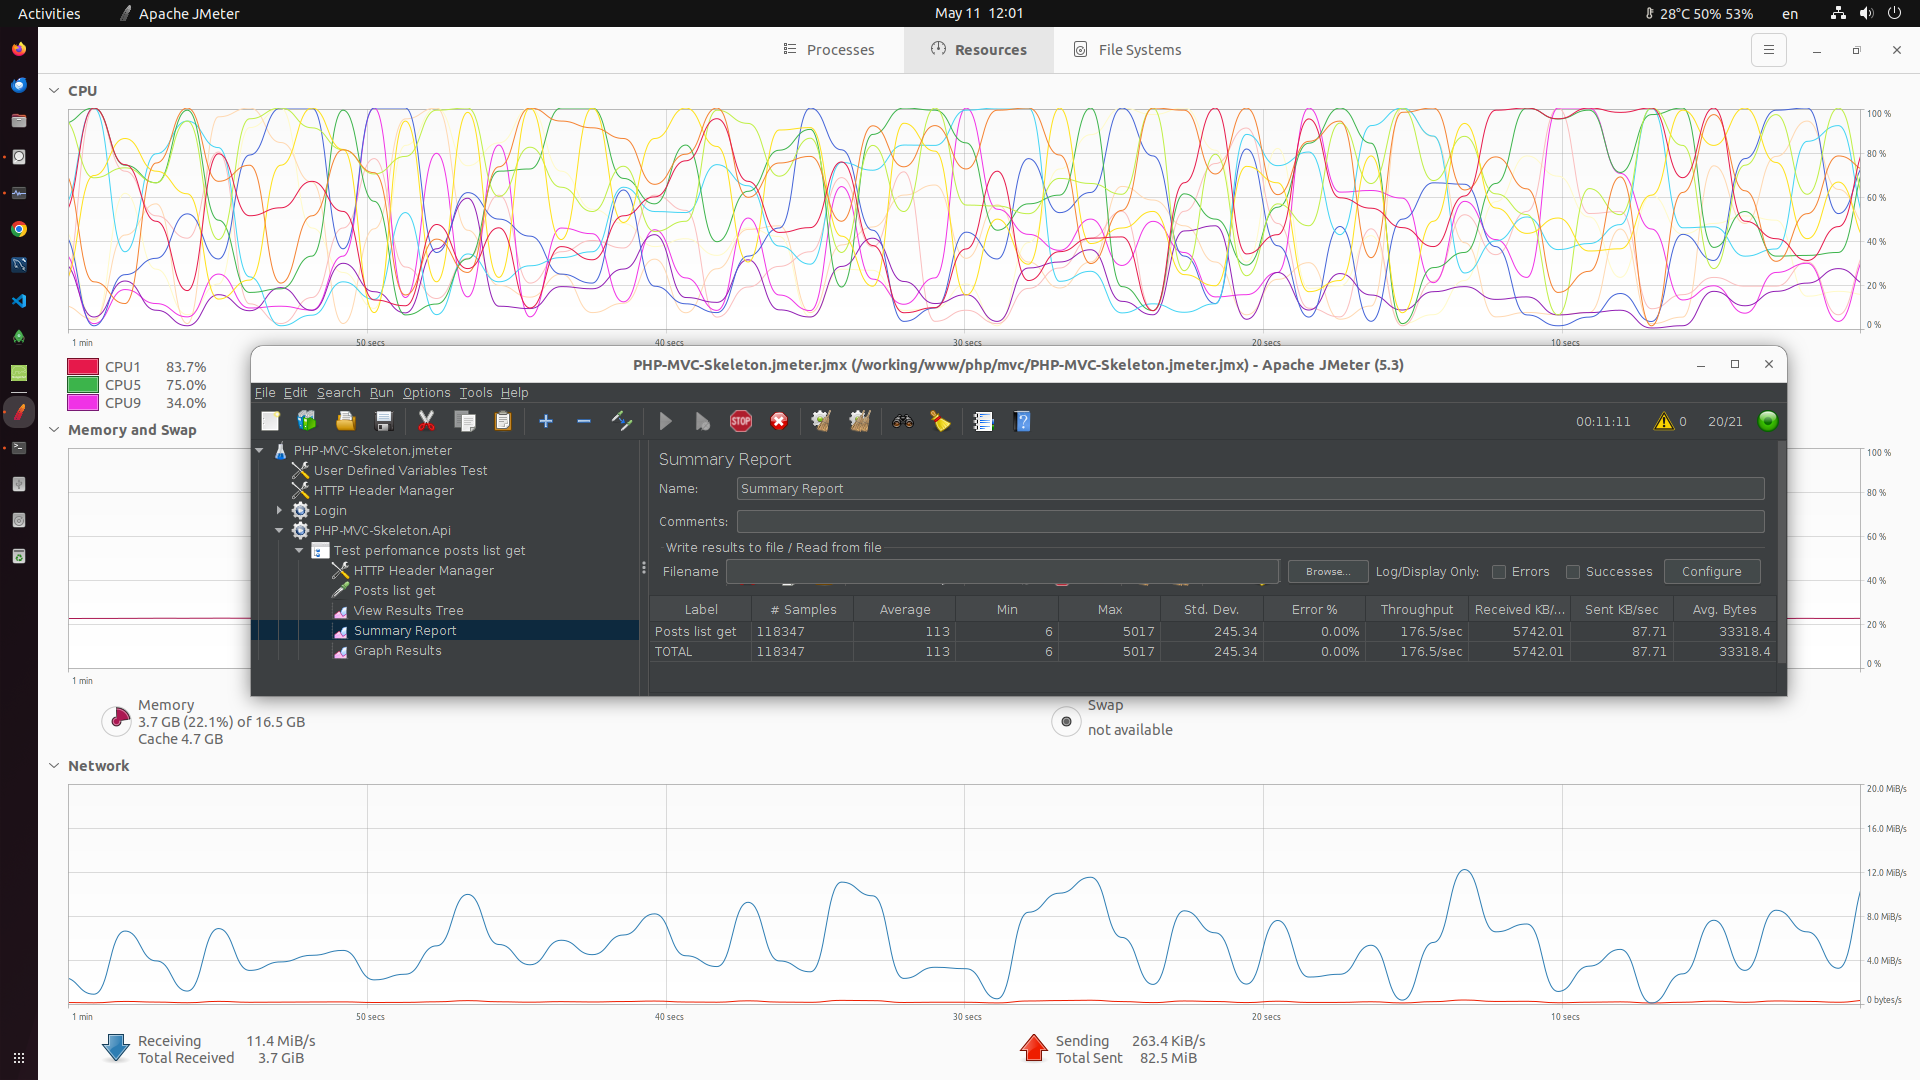 Activities
Apache JMeter
May 11 12:01
28°C 50% 53%
en
Processes
Resources
File Systems
CPU
100 %
80 %
60 %
40 %
20 %
0 %
1 min
50 secs
40 secs
30 secs
20 secs
10 secs
CPU1 83.7%
CPU5 75.0%
CPU9 34.0%
PHP-MVC-Skeleton.jmeter.jmx (/working/www/php/mvc/PHP-MVC-Skeleton.jmeter.jmx) - Apache JMeter (5.3)
File Edit Search Run Options Tools Help
STOP
00:11:11
0
20/21
PHP-MVC-Skeleton.jmeter
User Defined Variables Test
HTTP Header Manager
Login
PHP-MVC-Skeleton.Api
Test perfomance posts list get
HTTP Header Manager
Posts list get
View Results Tree
Summary Report
Graph Results
Summary Report
Name: Summary Report
Comments:
Write results to file / Read from file
Filename
Browse...
Log/Display Only:
Errors
Successes
Configure
Label # Samples Average Min Max Std. Dev. Error % Throughput Received KB/... Sent KB/sec Avg. Bytes
Posts list get 118347 113 6 5017 245.34 0.00% 176.5/sec 5742.01 87.71 33318.4
TOTAL 118347 113 6 5017 245.34 0.00% 176.5/sec 5742.01 87.71 33318.4
Memory and Swap
100 %
80 %
60 %
40 %
20 %
0 %
1 min
Memory
3.7 GB (22.1%) of 16.5 GB
Cache 4.7 GB
Swap
not available
Network
20.0 MiB/s
16.0 MiB/s
12.0 MiB/s
8.0 MiB/s
4.0 MiB/s
0 bytes/s
1 min
50 secs
40 secs
30 secs
20 secs
10 secs
Receiving 11.4 MiB/s
Total Received 3.7 GiB
Sending 263.4 KiB/s
Total Sent 82.5 MiB